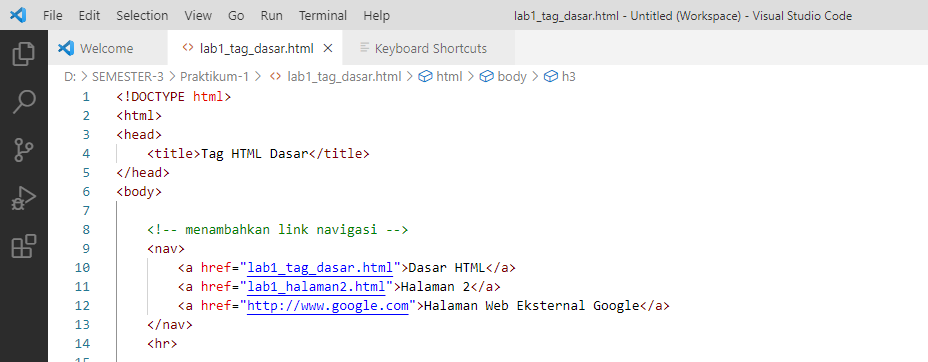 File Edit Selection View Go Run Terminal Help lab1_tag_dasar.html - Untitled (Workspace) - Visual Studio Code
Welcome <> lab1_tag_dasar.html × Keyboard Shortcuts
D: > SEMESTER-3 > Praktikum-1 > <> lab1_tag_dasar.html > html > body > h3
1 <!DOCTYPE html>
2 <html>
3 <head>
4     <title>Tag HTML Dasar</title>
5 </head>
6 <body>
7
8     <!-- menambahkan link navigasi -->
9     <nav>
10         <a href="lab1_tag_dasar.html">Dasar HTML</a>
11         <a href="lab1_halaman2.html">Halaman 2</a>
12         <a href="http://www.google.com">Halaman Web Eksternal Google</a>
13     </nav>
14     <hr>
15